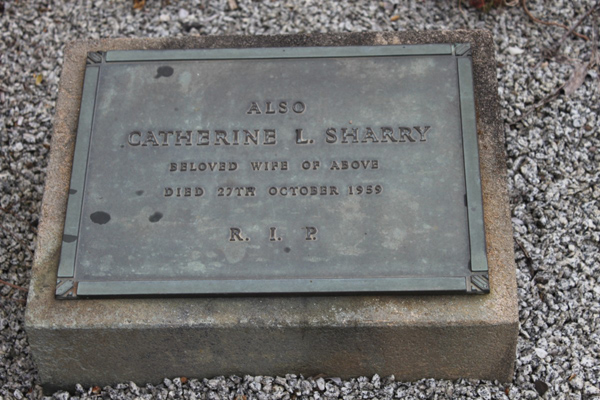 ALSO
CATHERINE L. SHARRY
BELOVED WIFE OF ABOVE
DIED 27TH OCTOBER 1959
R. I. P.